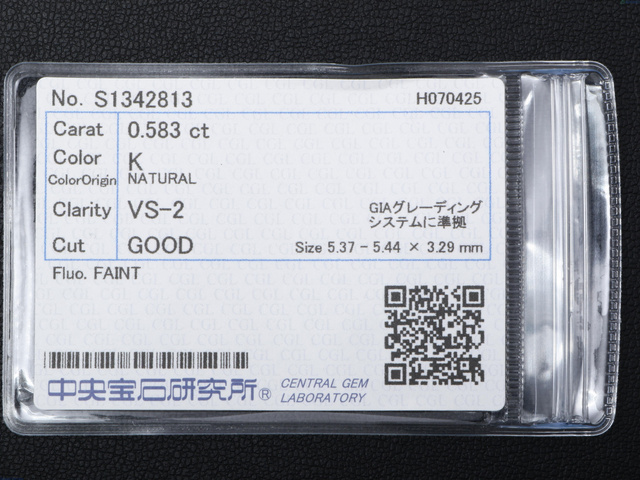 No. S1342813 H070425
Carat 0.583 ct
Color K
ColorOrigin NATURAL
Clarity VS-2
GIAグレーディング
システムに準拠
Cut GOOD Size 5.37 - 5.44 × 3.29 mm
Fluo. FAINT
中央宝石研究所® CENTRAL GEM
LABORATORY